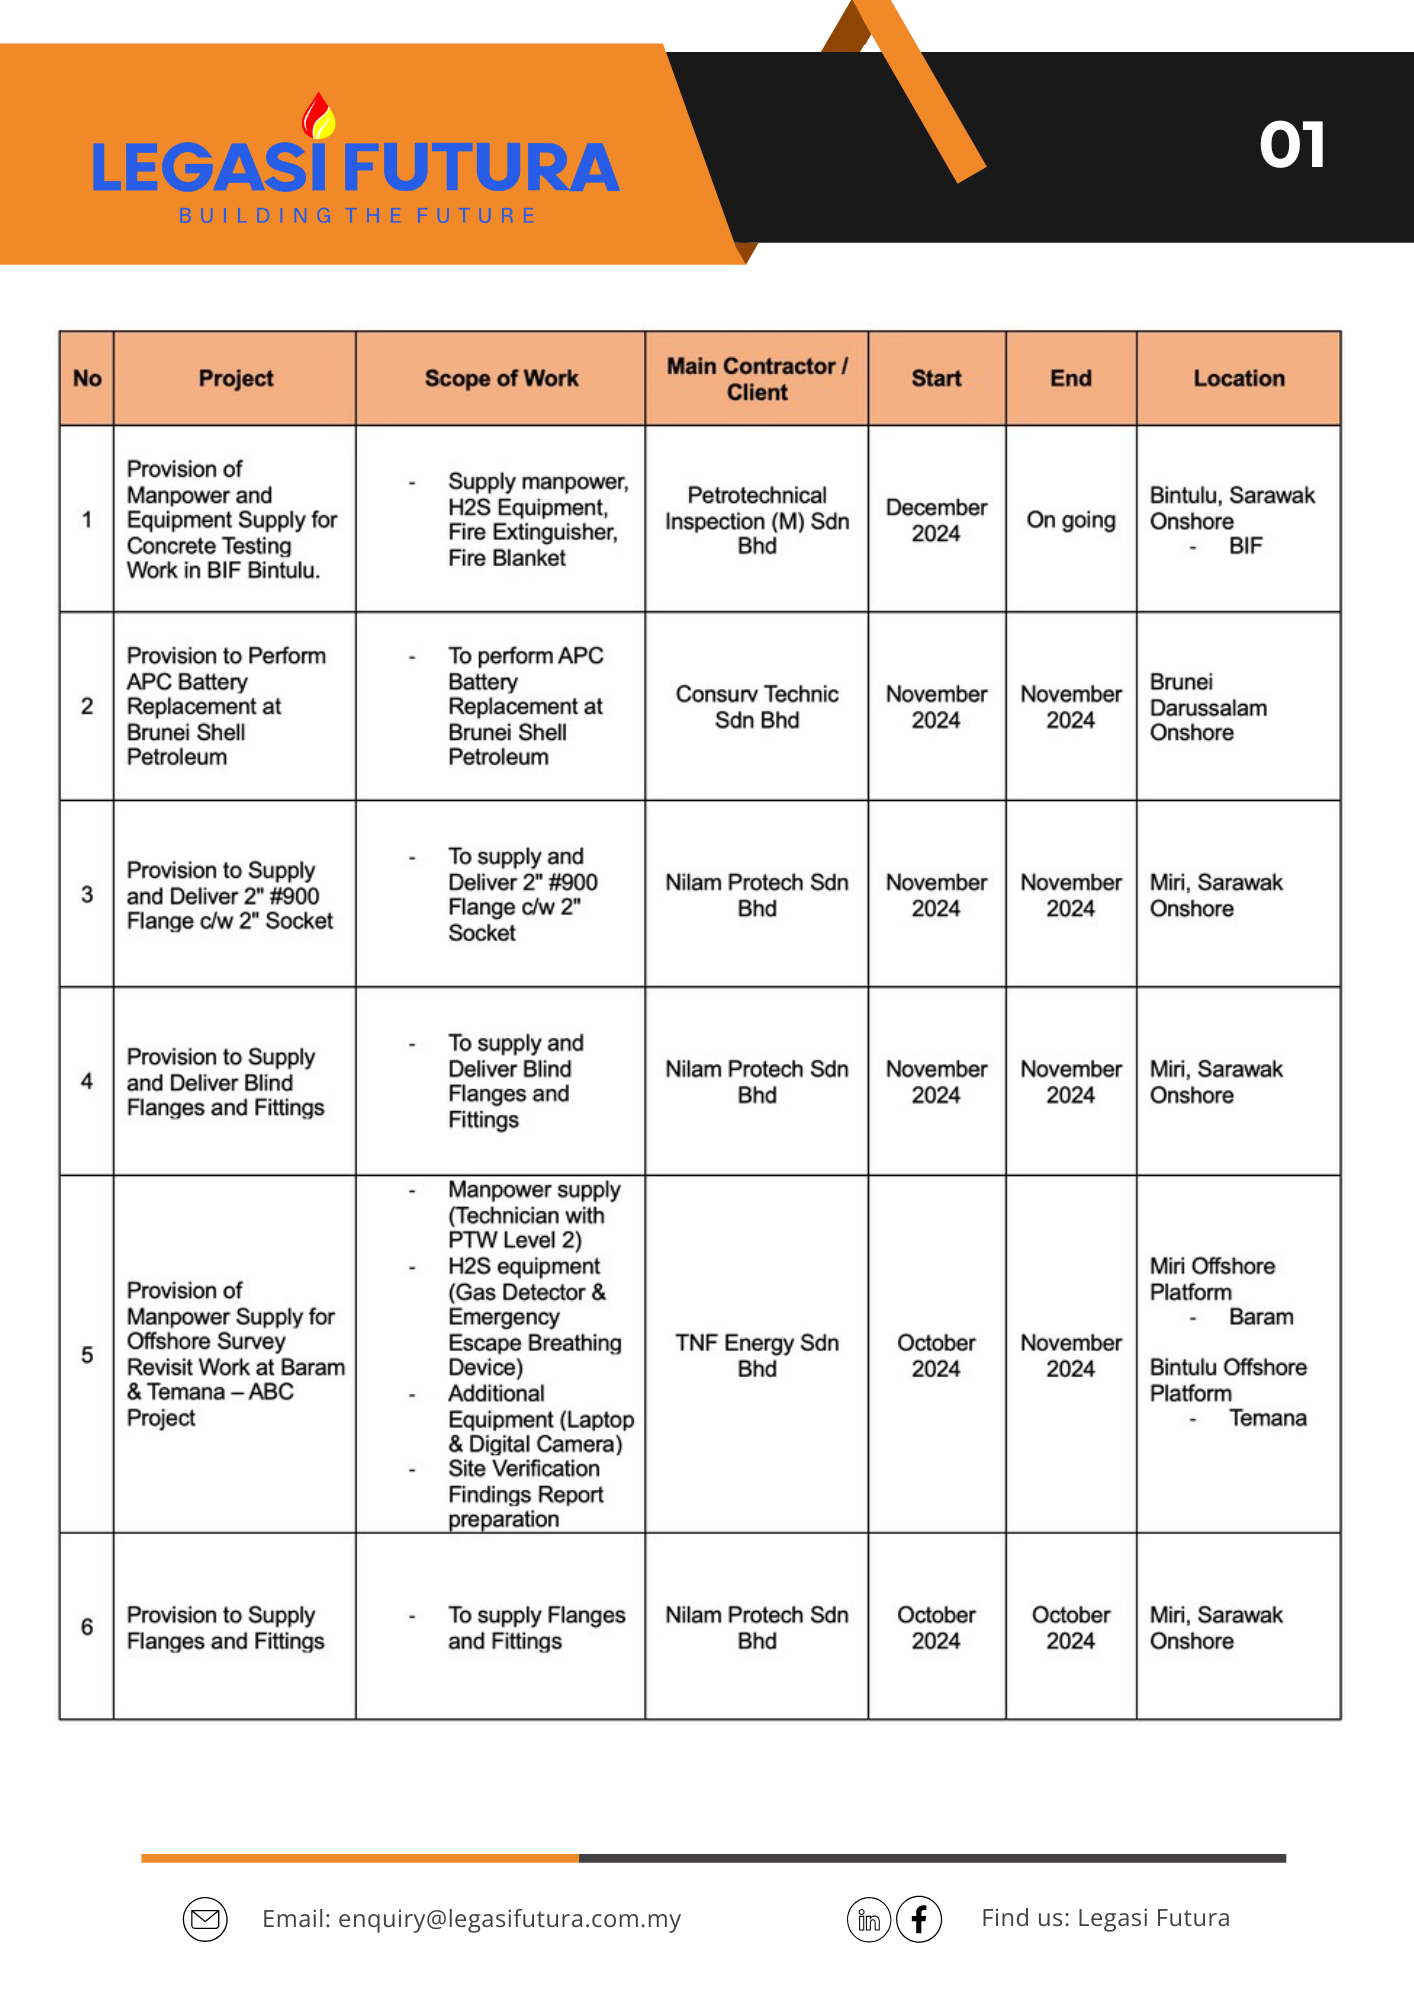 LEGASI FUTURA
BUILDING THE FUTURE
01
No
Project
Scope of Work
Main Contractor /
Client
Start
End
Location
1
Provision of
Manpower and
Equipment Supply for
Concrete Testing
Work in BIF Bintulu.
- Supply manpower,
H2S Equipment,
Fire Extinguisher,
Fire Blanket
Petrotechnical
Inspection (M) Sdn
Bhd
December
2024
On going
Bintulu, Sarawak
Onshore
- BIF
2
Provision to Perform
APC Battery
Replacement at
Brunei Shell
Petroleum
- To perform APC
Battery
Replacement at
Brunei Shell
Petroleum
Consurv Technic
Sdn Bhd
November
2024
November
2024
Brunei
Darussalam
Onshore
3
Provision to Supply
and Deliver 2" #900
Flange c/w 2" Socket
- To supply and
Deliver 2" #900
Flange c/w 2"
Socket
Nilam Protech Sdn
Bhd
November
2024
November
2024
Miri, Sarawak
Onshore
4
Provision to Supply
and Deliver Blind
Flanges and Fittings
- To supply and
Deliver Blind
Flanges and
Fittings
Nilam Protech Sdn
Bhd
November
2024
November
2024
Miri, Sarawak
Onshore
5
Provision of
Manpower Supply for
Offshore Survey
Revisit Work at Baram
& Temana – ABC
Project
- Manpower supply
(Technician with
PTW Level 2)
- H2S equipment
(Gas Detector &
Emergency
Escape Breathing
Device)
- Additional
Equipment (Laptop
& Digital Camera)
- Site Verification
Findings Report
preparation
TNF Energy Sdn
Bhd
October
2024
November
2024
Miri Offshore
Platform
- Baram
Bintulu Offshore
Platform
- Temana
6
Provision to Supply
Flanges and Fittings
- To supply Flanges
and Fittings
Nilam Protech Sdn
Bhd
October
2024
October
2024
Miri, Sarawak
Onshore
Email: enquiry@legasifutura.com.my
in
f
Find us: Legasi Futura